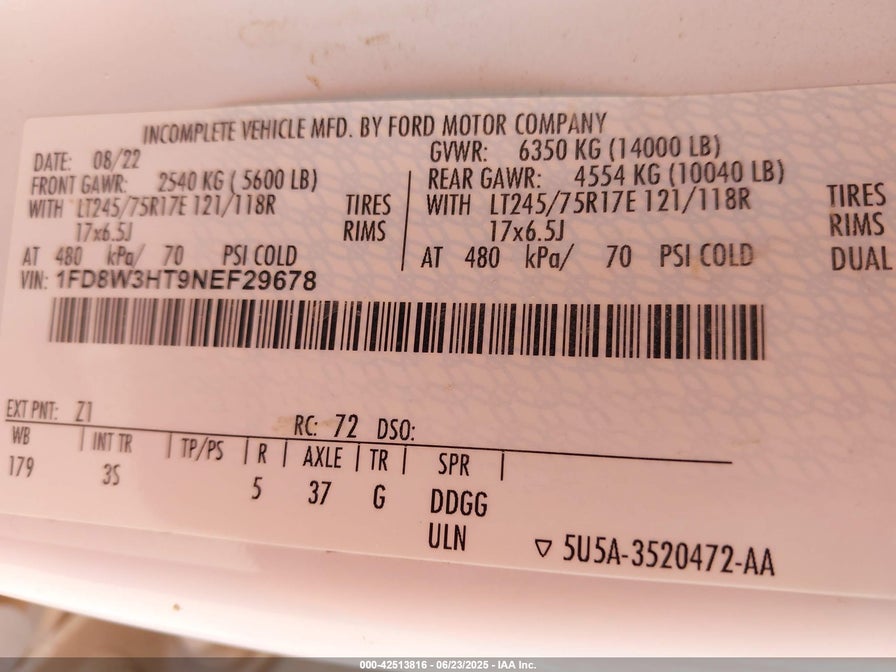 INCOMPLETE VEHICLE MFD. BY FORD MOTOR COMPANY
DATE: 08/22 GVWR: 6350 KG (14000 LB)
FRONT GAWR: 2540 KG ( 5600 LB) REAR GAWR: 4554 KG (10040 LB)
WITH LT245/75R17E 121/118R TIRES WITH LT245/75R17E 121/118R TIRES
17x6.5J RIMS 17x6.5J RIMS
AT 480 kPa/ 70 PSI COLD AT 480 kPa/ 70 PSI COLD DUAL
VIN: 1FD8W3HT9NEF29678
EXT PNT: Z1 RC: 72 DSO:
WB INT TR TP/PS R AXLE TR SPR
179 3S 5 37 G DDGG
ULN
5U5A-3520472-AA
000-42513816 - 06/23/2025 - IAA Inc.